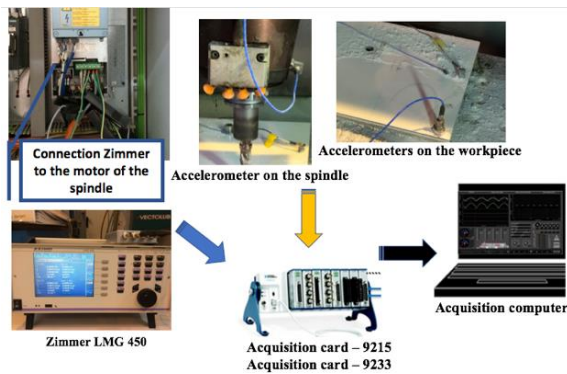 Connection Zimmer
to the motor of the
spindle
Accelerometer on the spindle
Accelerometers on the workpiece
Zimmer LMG 450
Acquisition card – 9215
Acquisition card – 9233
Acquisition computer